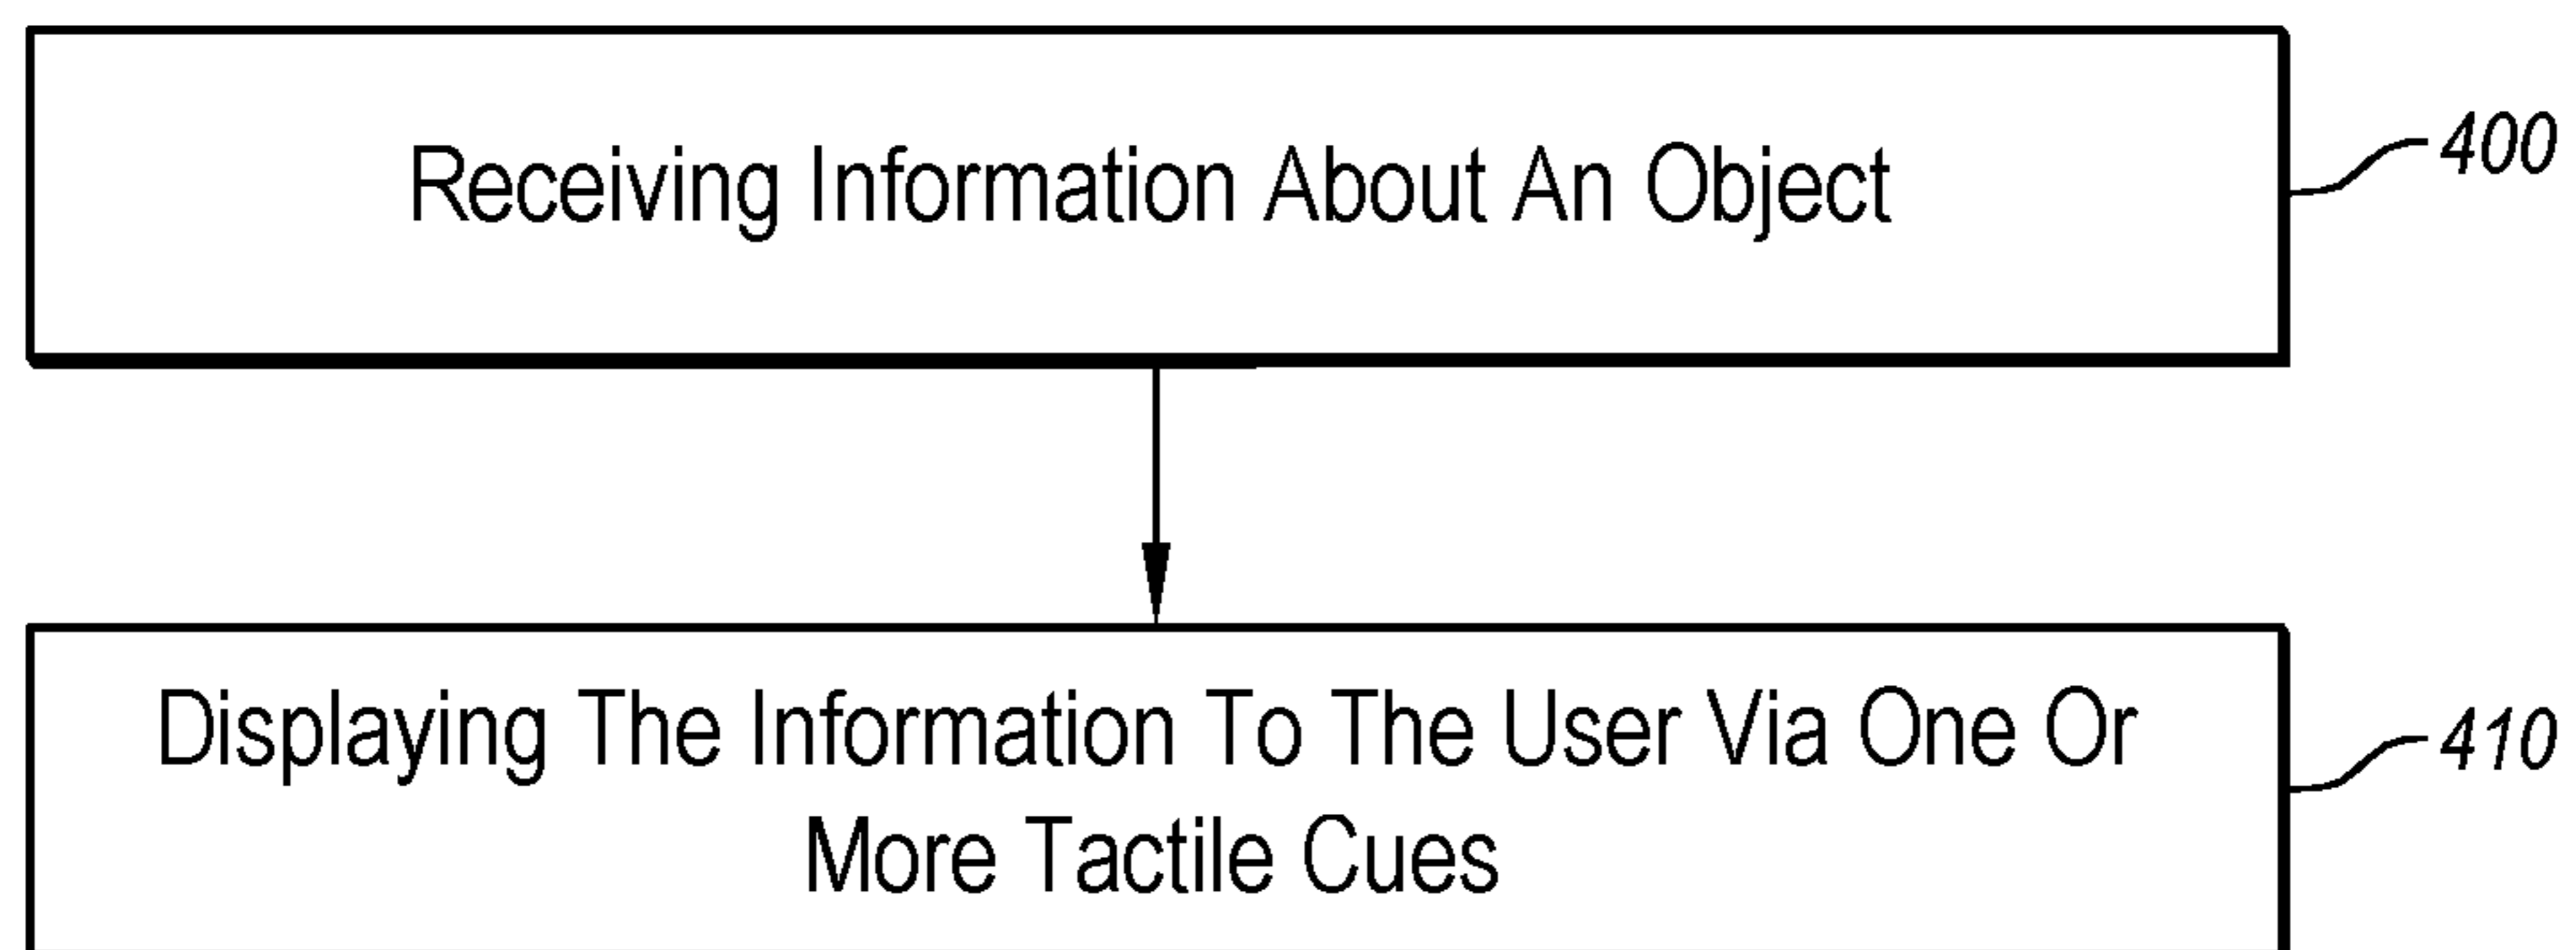 Receiving Information About An Object
400
Displaying The Information To The User Via One Or
More Tactile Cues
410